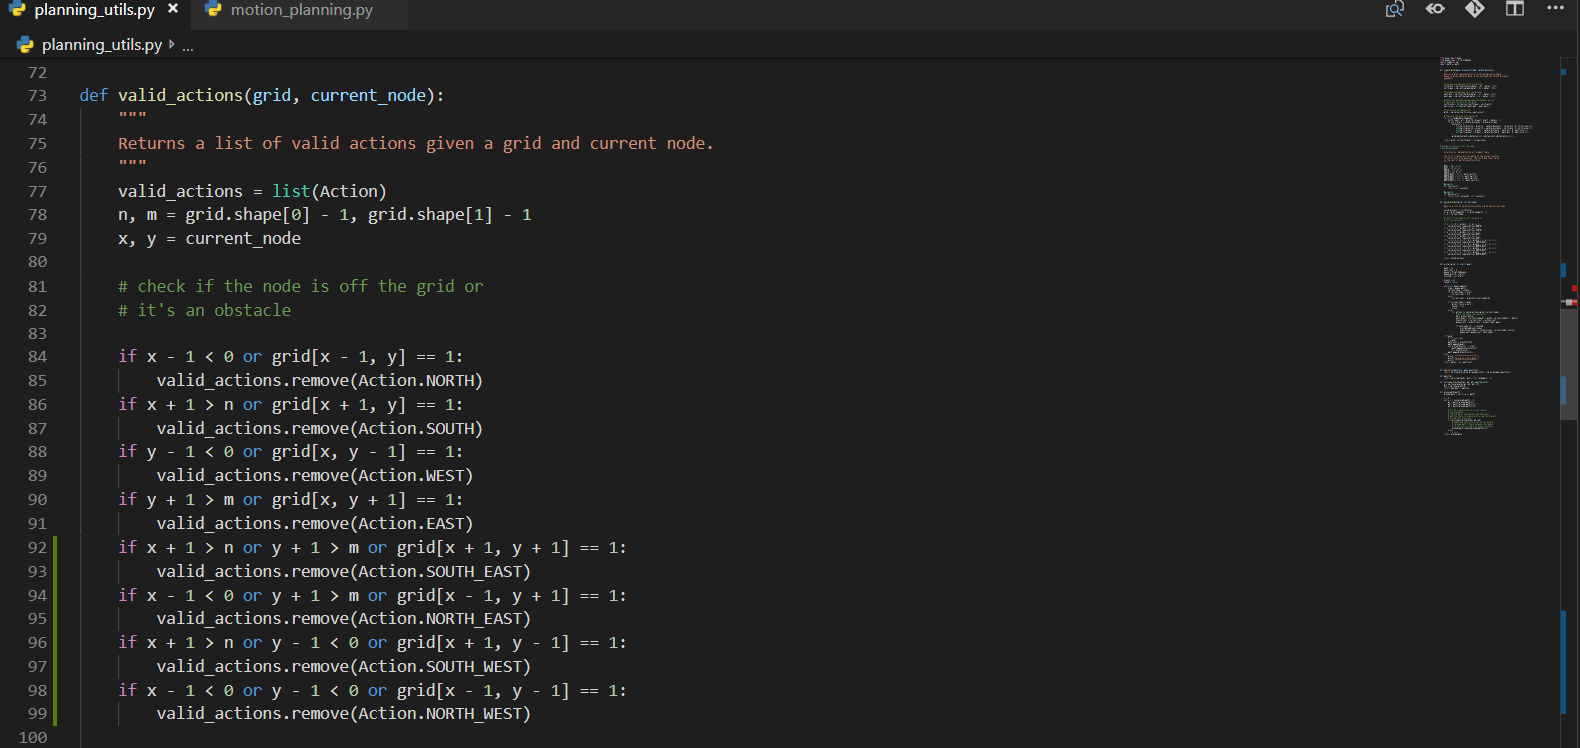 planning_utils.py × motion_planning.py
planning_utils.py ▸ ...
72
73 def valid_actions(grid, current_node):
74     """
75     Returns a list of valid actions given a grid and current node.
76     """
77     valid_actions = list(Action)
78     n, m = grid.shape[0] - 1, grid.shape[1] - 1
79     x, y = current_node
80
81     # check if the node is off the grid or
82     # it's an obstacle
83
84     if x - 1 < 0 or grid[x - 1, y] == 1:
85         valid_actions.remove(Action.NORTH)
86     if x + 1 > n or grid[x + 1, y] == 1:
87         valid_actions.remove(Action.SOUTH)
88     if y - 1 < 0 or grid[x, y - 1] == 1:
89         valid_actions.remove(Action.WEST)
90     if y + 1 > m or grid[x, y + 1] == 1:
91         valid_actions.remove(Action.EAST)
92     if x + 1 > n or y + 1 > m or grid[x + 1, y + 1] == 1:
93         valid_actions.remove(Action.SOUTH_EAST)
94     if x - 1 < 0 or y + 1 > m or grid[x - 1, y + 1] == 1:
95         valid_actions.remove(Action.NORTH_EAST)
96     if x + 1 > n or y - 1 < 0 or grid[x + 1, y - 1] == 1:
97         valid_actions.remove(Action.SOUTH_WEST)
98     if x - 1 < 0 or y - 1 < 0 or grid[x - 1, y - 1] == 1:
99         valid_actions.remove(Action.NORTH_WEST)
100